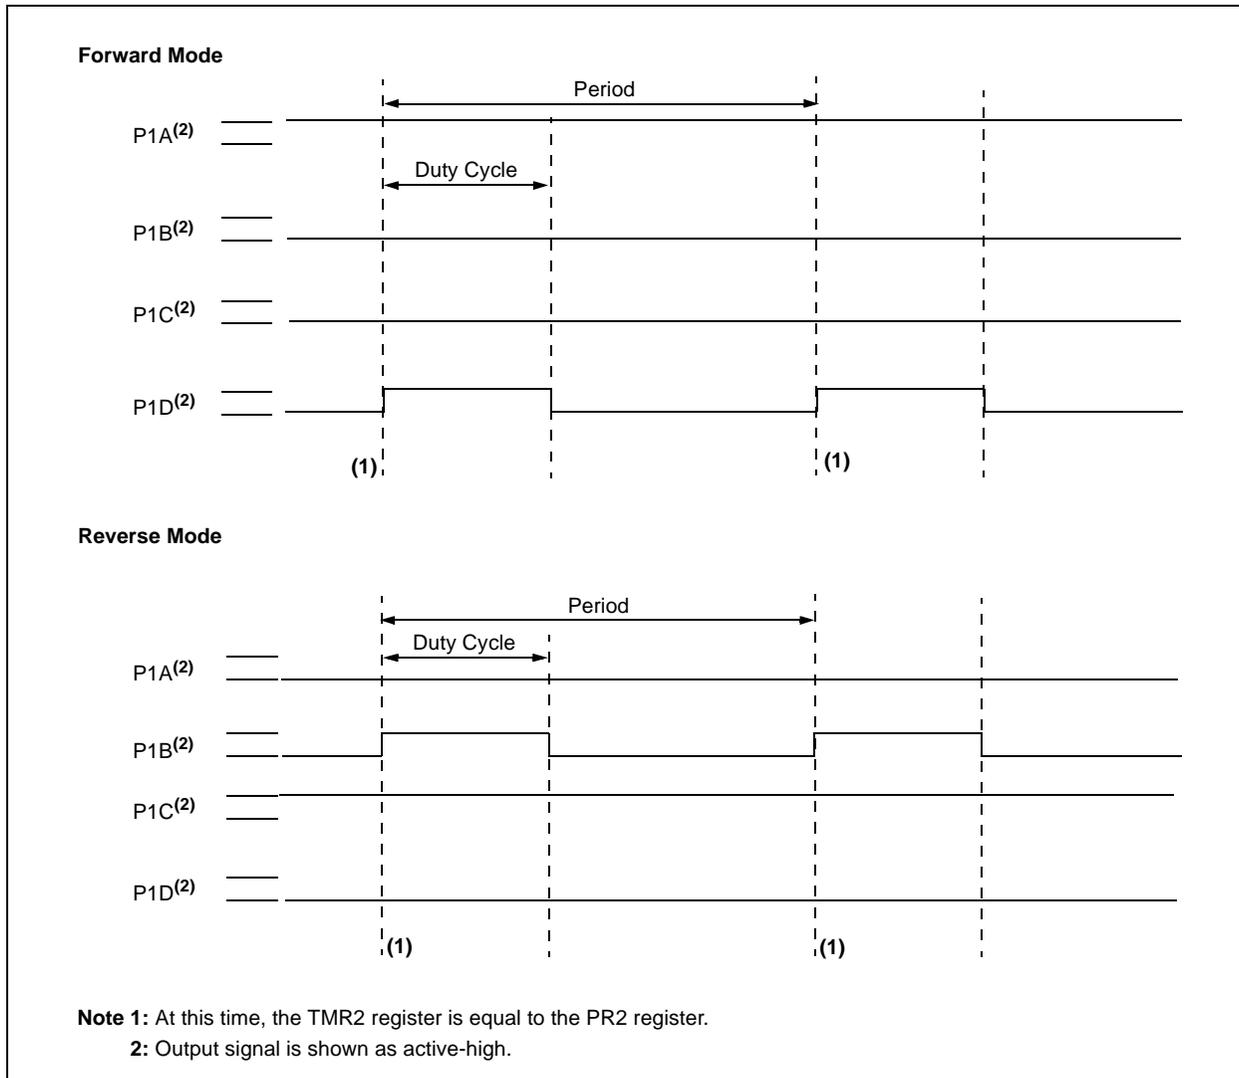 Forward Mode
Period
P1A(2)
Duty Cycle
P1B(2)
P1C(2)
P1D(2)
(1)
(1)
Reverse Mode
Period
Duty Cycle
P1A(2)
P1B(2)
P1C(2)
P1D(2)
(1)
(1)
Note 1: At this time, the TMR2 register is equal to the PR2 register.
2: Output signal is shown as active-high.